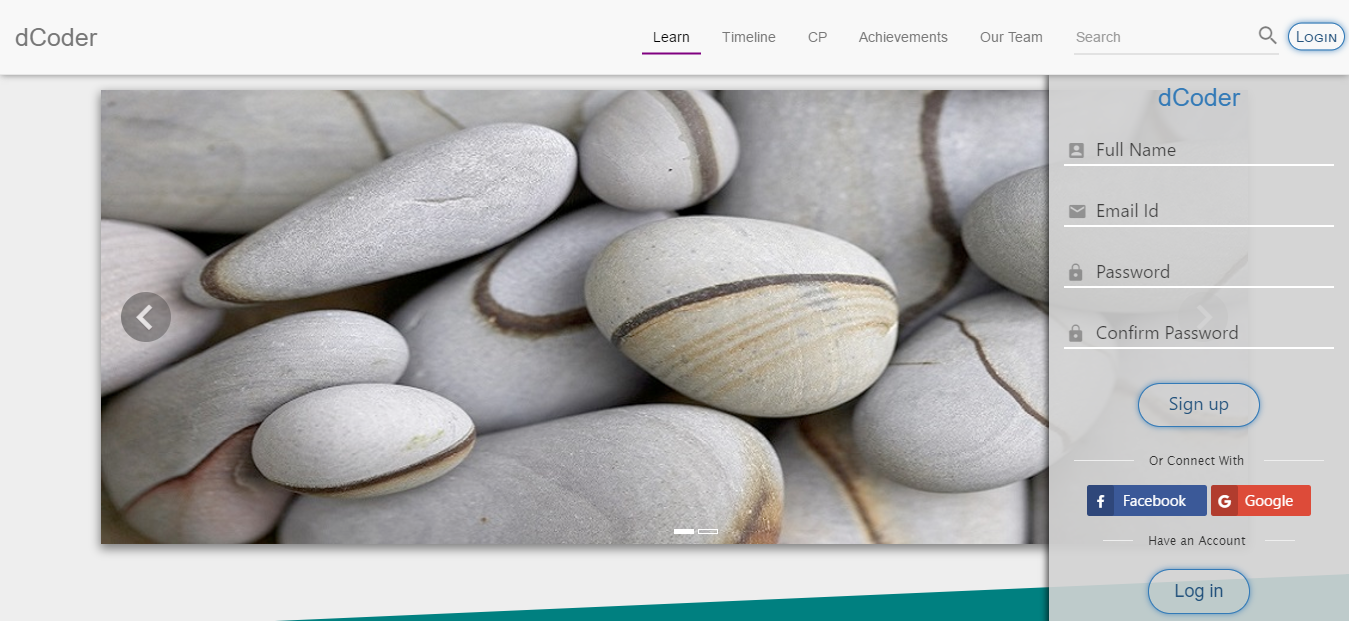 dCoder
Learn Timeline CP Achievements Our Team Search Login
dCoder
Full Name
Email Id
Password
Confirm Password
Sign up
Or Connect With
f Facebook G Google
Have an Account
Log in